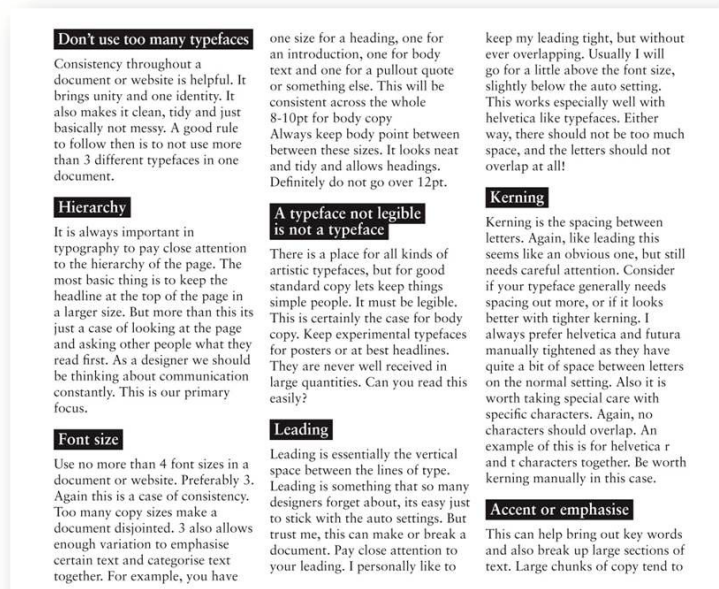 Don't use too many typefaces
Consistency throughout a
document or website is helpful. It
brings unity and one identity. It
also makes it clean, tidy and just
basically not messy. A good rule
to follow then is to not use more
than 3 different typefaces in one
document.
Hierarchy
It is always important in
typography to pay close attention
to the hierarchy of the page. The
most basic thing is to keep the
headline at the top of the page in
a larger size. But more than this its
just a case of looking at the page
and asking other people what they
read first. As a designer we should
be thinking about communication
constantly. This is our primary
focus.
Font size
Use no more than 4 font sizes in a
document or website. Preferably 3.
Again this is a case of consistency.
Too many copy sizes make a
document disjointed. 3 also allows
enough variation to emphasise
certain text and categorise text
together. For example, you have
one size for a heading, one for
an introduction, one for body
text and one for a pullout quote
or something else. This will be
consistent across the whole
8-10pt for body copy
Always keep body point between
between these sizes. It looks neat
and tidy and allows headings.
Definitely do not go over 12pt.
A typeface not legible
is not a typeface
There is a place for all kinds of
artistic typefaces, but for good
standard copy lets keep things
simple people. It must be legible.
This is certainly the case for body
copy. Keep experimental typefaces
for posters or at best headlines.
They are never well received in
large quantities. Can you read this
easily?
Leading
Leading is essentially the vertical
space between the lines of type.
Leading is something that so many
designers forget about, its easy just
to stick with the auto settings. But
trust me, this can make or break a
document. Pay close attention to
your leading. I personally like to
keep my leading tight, but without
ever overlapping. Usually I will
go for a little above the font size,
slightly below the auto setting.
This works especially well with
helvetica like typefaces. Either
way, there should not be too much
space, and the letters should not
overlap at all!
Kerning
Kerning is the spacing between
letters. Again, like leading this
seems like an obvious one, but still
needs careful attention. Consider
if your typeface generally needs
spacing out more, or if it looks
better with tighter kerning. I
always prefer helvetica and futura
manually tightened as they have
quite a bit of space between letters
on the normal setting. Also it is
worth taking special care with
specific characters. Again, no
characters should overlap. An
example of this is for helvetica r
and t characters together. Be worth
kerning manually in this case.
Accent or emphasise
This can help bring out key words
and also break up large sections of
text. Large chunks of copy tend to